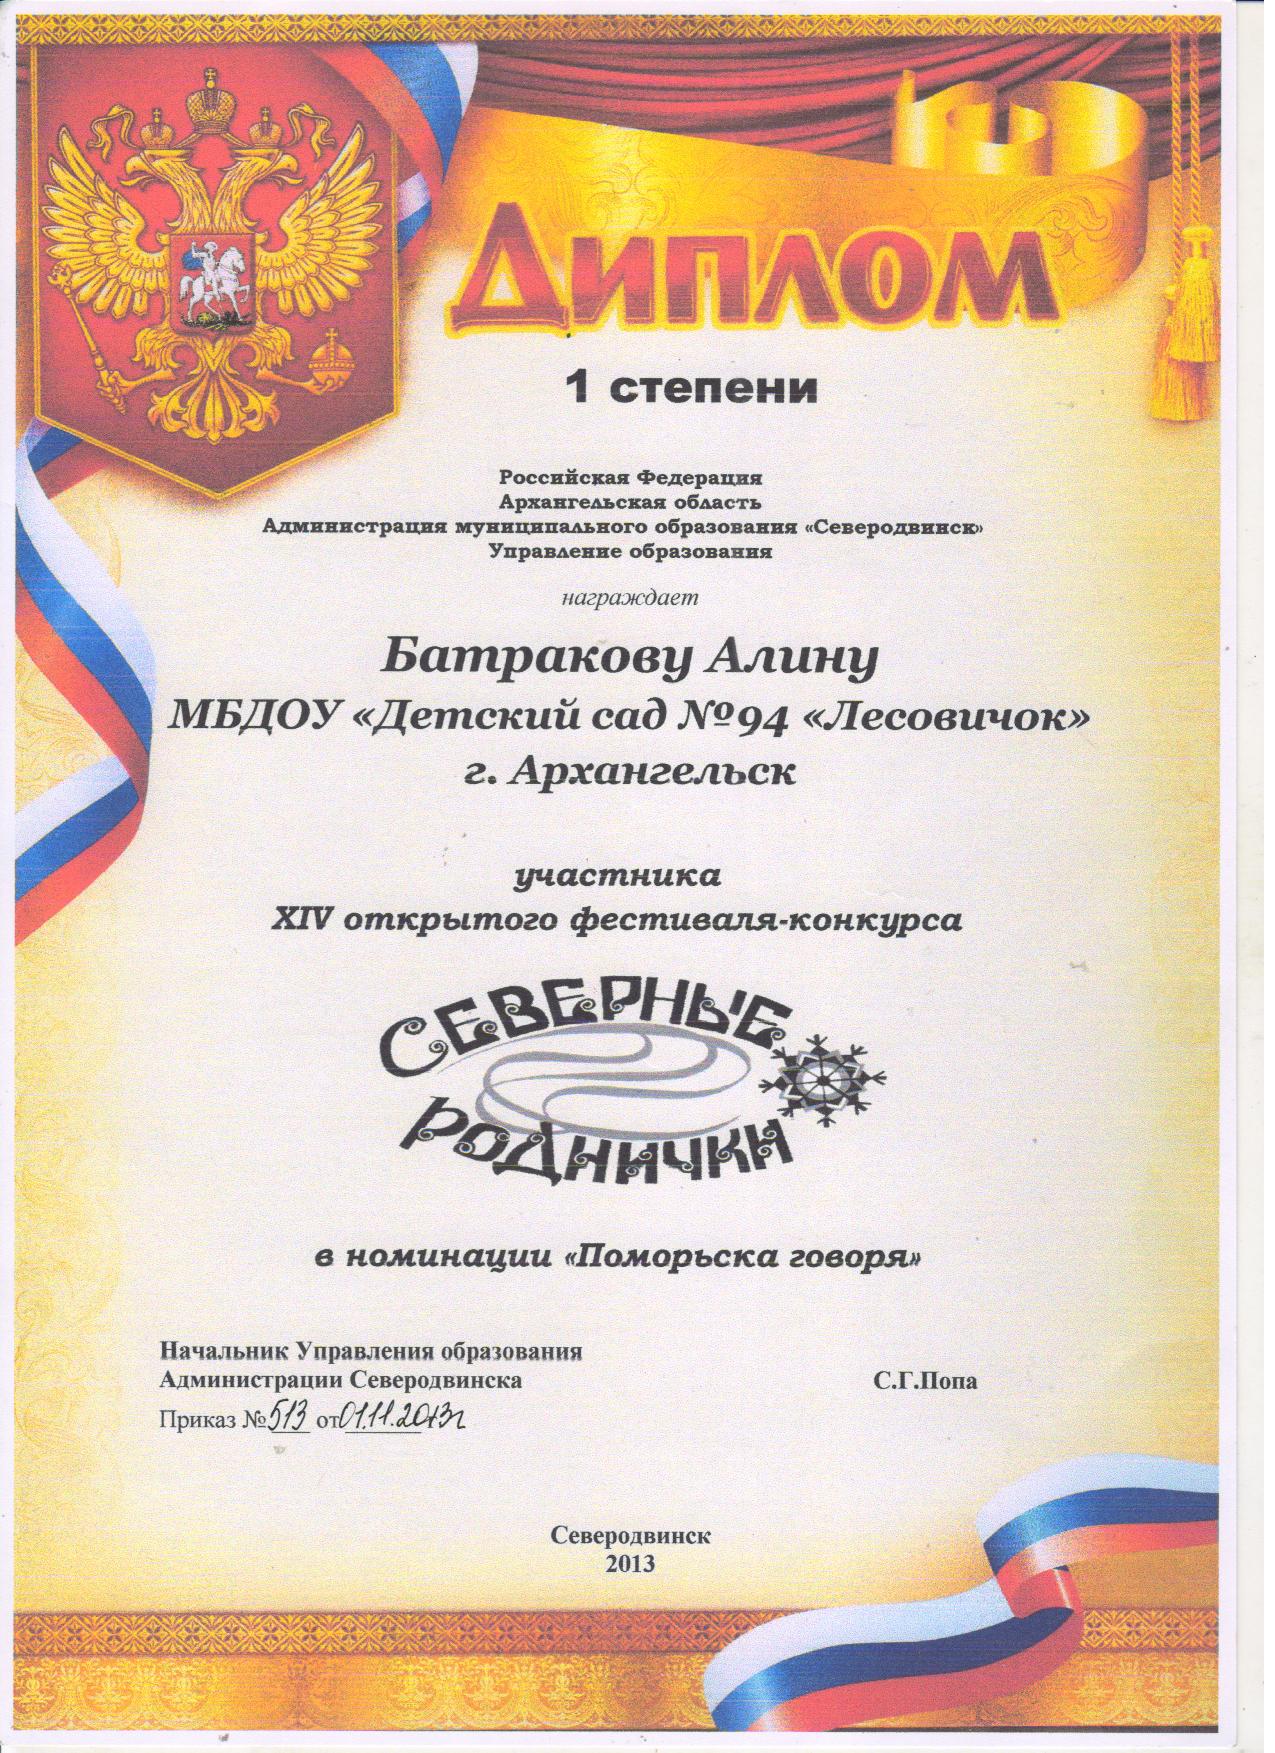 Диплом
1 степени
Российская Федерация
Архангельская область
Администрация муниципального образования «Северодвинск»
Управление образования
награждает
Батракову Алину
МБДОУ «Детский сад №94 «Лесовичок»
г. Архангельск
участника
XIV открытого фестиваля-конкурса
СЕВЕРНЫЕ
РОДНИЧКИ
в номинации «Поморьска говоря»
Начальник Управления образования
Администрации Северодвинска С.Г.Попа
Приказ №513 от 01.11.2013г
Северодвинск
2013